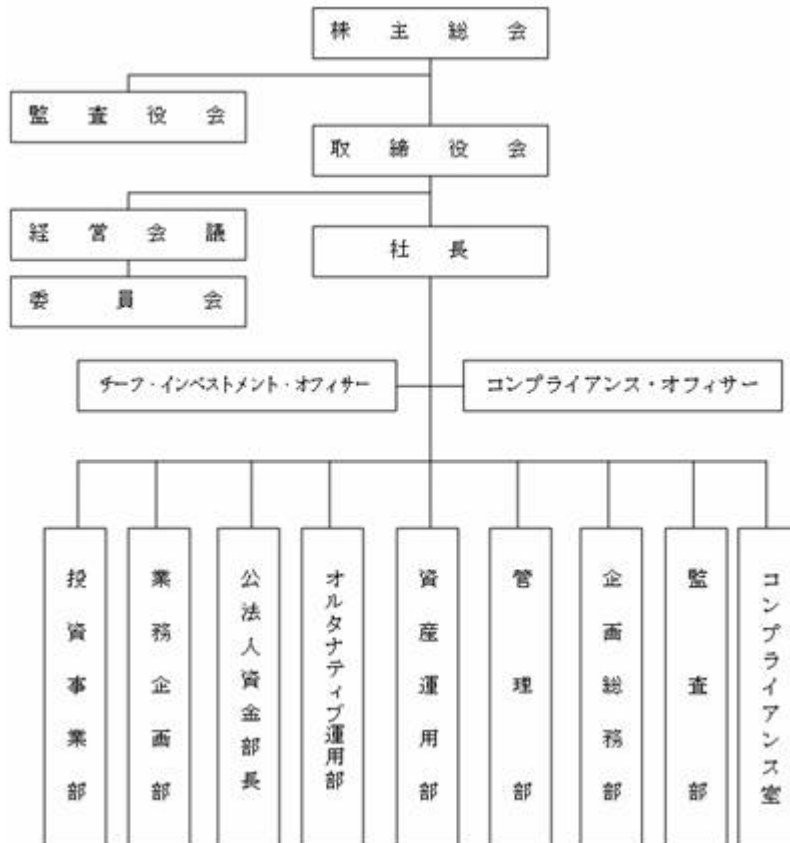 株主総会
監査役会
取締役会
経営会議
社長
委員会
チーフ・インベストメント・オフィサー
コンプライアンス・オフィサー
投資事業部
業務企画部
公法人資金部長
オルタナティブ運用部
資産運用部
管理部
企画総務部
監査部
コンプライアンス室